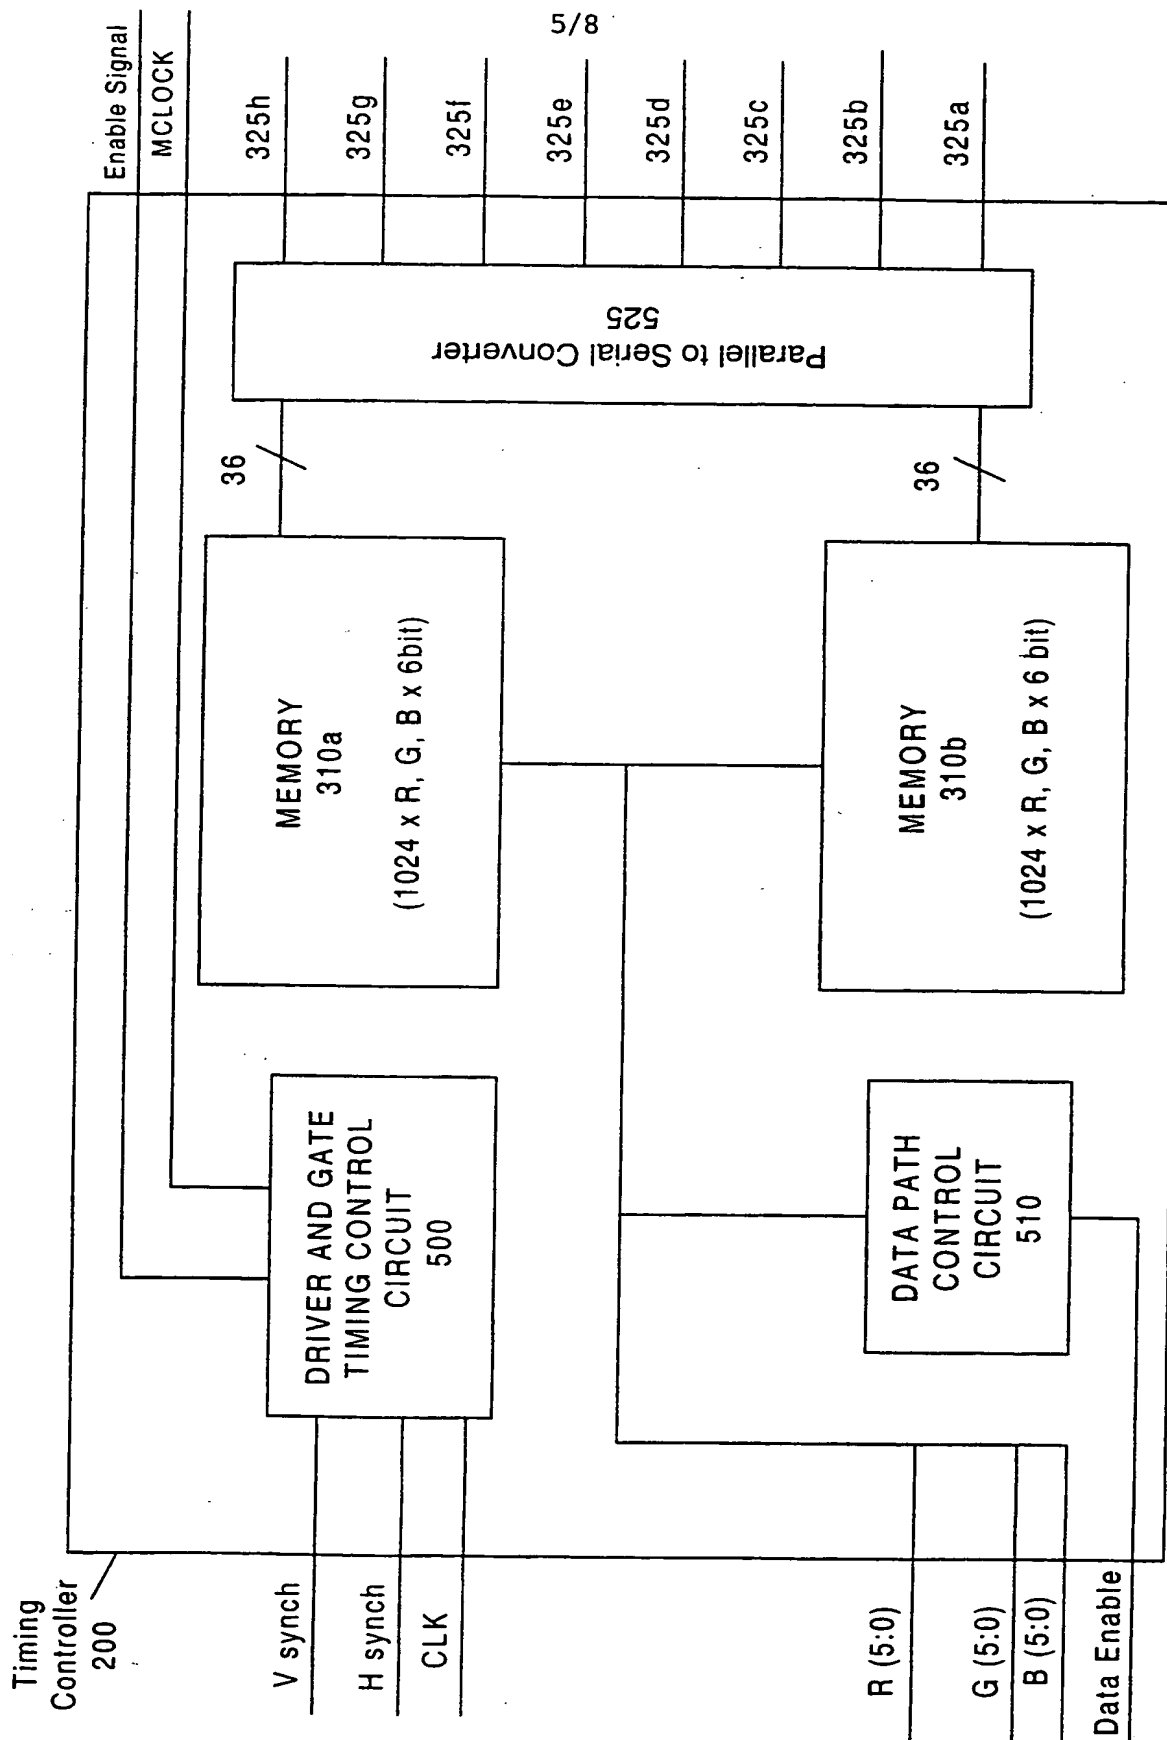 5/8
Timing
Controller
200
Enable Signal
MCLOCK
V synch
H synch
CLK
DRIVER AND GATE
TIMING CONTROL
CIRCUIT
500
MEMORY
310a
(1024 x R, G, B x 6bit)
36
Parallel to Serial Converter
525
325h
325g
325f
325e
325d
325c
325b
325a
R (5:0)
G (5:0)
B (5:0)
Data Enable
DATA PATH
CONTROL
CIRCUIT
510
MEMORY
310b
(1024 x R, G, B x 6 bit)
36